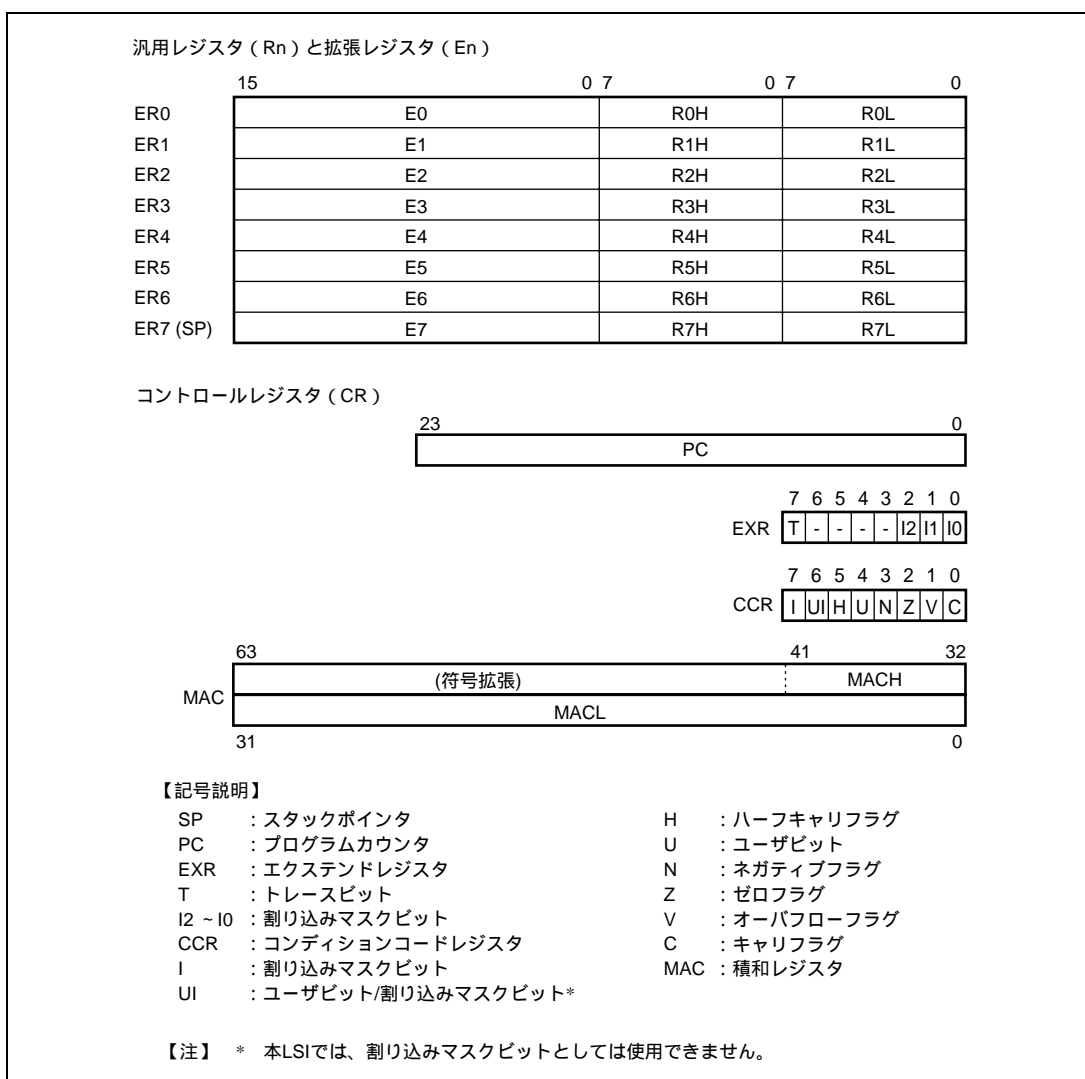 汎用レジスタ（Rn）と拡張レジスタ（En）
15 0 7 0 7 0
ER0 E0 R0H R0L
ER1 E1 R1H R1L
ER2 E2 R2H R2L
ER3 E3 R3H R3L
ER4 E4 R4H R4L
ER5 E5 R5H R5L
ER6 E6 R6H R6L
ER7 (SP) E7 R7H R7L
コントロールレジスタ（CR）
23 0
PC
7 6 5 4 3 2 1 0
EXR T - - - - I2 I1 I0
7 6 5 4 3 2 1 0
CCR I UI H U N Z V C
63 41 32
MAC (符号拡張) MACH
MACL
31 0
【記号説明】
SP ：スタックポインタ
PC ：プログラムカウンタ
EXR ：エクステンドレジスタ
T ：トレースビット
I2 ~ I0 ：割り込みマスクビット
CCR ：コンディションコードレジスタ
I ：割り込みマスクビット
UI ：ユーザビット/割り込みマスクビット*
H ：ハーフキャリフラグ
U ：ユーザビット
N ：ネガティブフラグ
Z ：ゼロフラグ
V ：オーバフローフラグ
C ：キャリフラグ
MAC ：積和レジスタ
【注】 * 本LSIでは、割り込みマスクビットとしては使用できません。